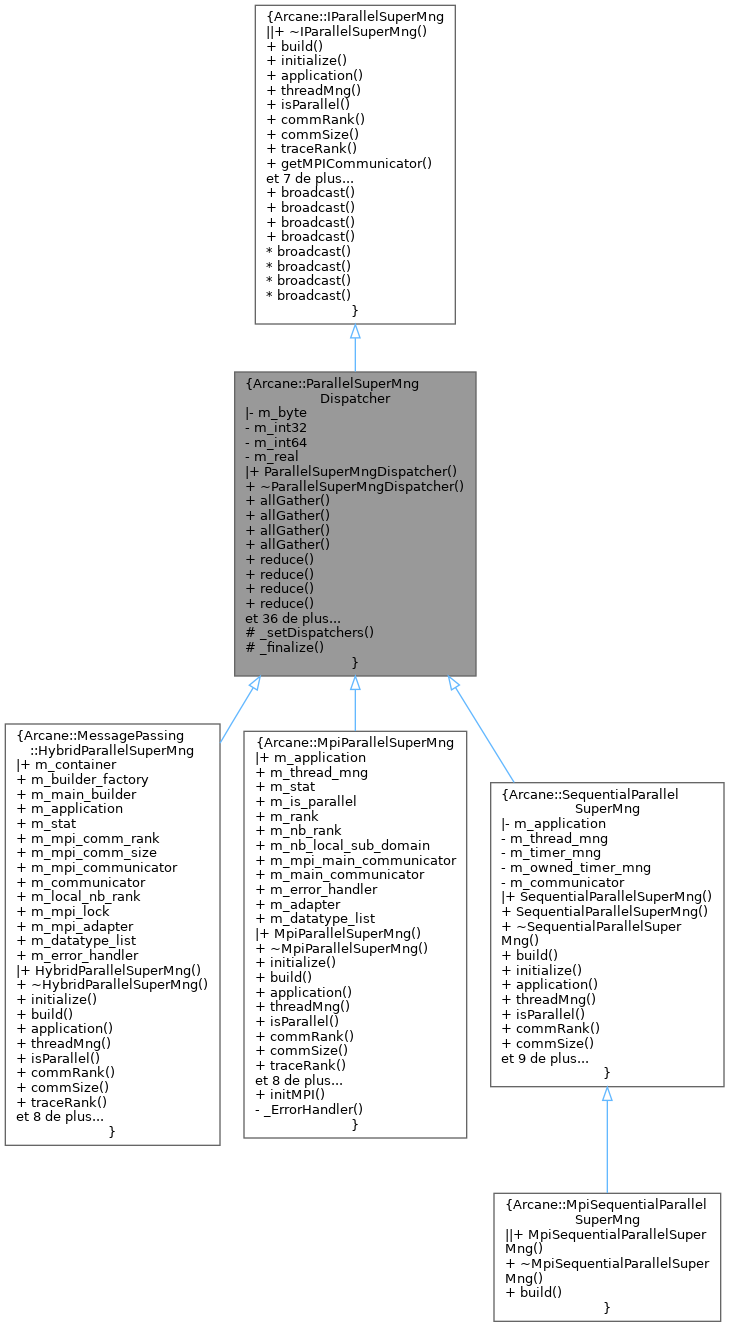 {Arcane::IParallelSuperMng
||+ ~IParallelSuperMng()
+ build()
+ initialize()
+ application()
+ threadMng()
+ isParallel()
+ commRank()
+ commSize()
+ traceRank()
+ getMPICommunicator()
et 7 de plus...
+ broadcast()
+ broadcast()
+ broadcast()
+ broadcast()
* broadcast()
* broadcast()
* broadcast()
* broadcast()
}
{Arcane::ParallelSuperMng
Dispatcher
|- m_byte
- m_int32
- m_int64
- m_real
|+ ParallelSuperMngDispatcher()
+ ~ParallelSuperMngDispatcher()
+ allGather()
+ allGather()
+ allGather()
+ allGather()
+ reduce()
+ reduce()
+ reduce()
+ reduce()
et 36 de plus...
# _setDispatchers()
# _finalize()
}
{Arcane::MessagePassing
::HybridParallelSuperMng
|+ m_container
+ m_builder_factory
+ m_main_builder
+ m_application
+ m_stat
+ m_mpi_comm_rank
+ m_mpi_comm_size
+ m_mpi_communicator
+ m_communicator
+ m_local_nb_rank
+ m_mpi_lock
+ m_mpi_adapter
+ m_datatype_list
+ m_error_handler
|+ HybridParallelSuperMng()
+ ~HybridParallelSuperMng()
+ initialize()
+ build()
+ application()
+ threadMng()
+ isParallel()
+ commRank()
+ commSize()
+ traceRank()
et 8 de plus...
}
{Arcane::MpiParallelSuperMng
|+ m_application
+ m_thread_mng
+ m_stat
+ m_is_parallel
+ m_rank
+ m_nb_rank
+ m_nb_local_sub_domain
+ m_mpi_main_communicator
+ m_main_communicator
+ m_error_handler
+ m_adapter
+ m_datatype_list
|+ MpiParallelSuperMng()
+ ~MpiParallelSuperMng()
+ initialize()
+ build()
+ application()
+ threadMng()
+ isParallel()
+ commRank()
+ commSize()
+ traceRank()
et 8 de plus...
+ initMPI()
- _ErrorHandler()
}
{Arcane::SequentialParallel
SuperMng
|- m_application
- m_thread_mng
- m_timer_mng
- m_owned_timer_mng
- m_communicator
|+ SequentialParallelSuperMng()
+ SequentialParallelSuperMng()
+ ~SequentialParallelSuper
Mng()
+ build()
+ initialize()
+ application()
+ threadMng()
+ isParallel()
+ commRank()
+ commSize()
et 9 de plus...
}
{Arcane::MpiSequentialParallel
SuperMng
||+ MpiSequentialParallelSuper
Mng()
+ ~MpiSequentialParallelSuper
Mng()
+ build()
}